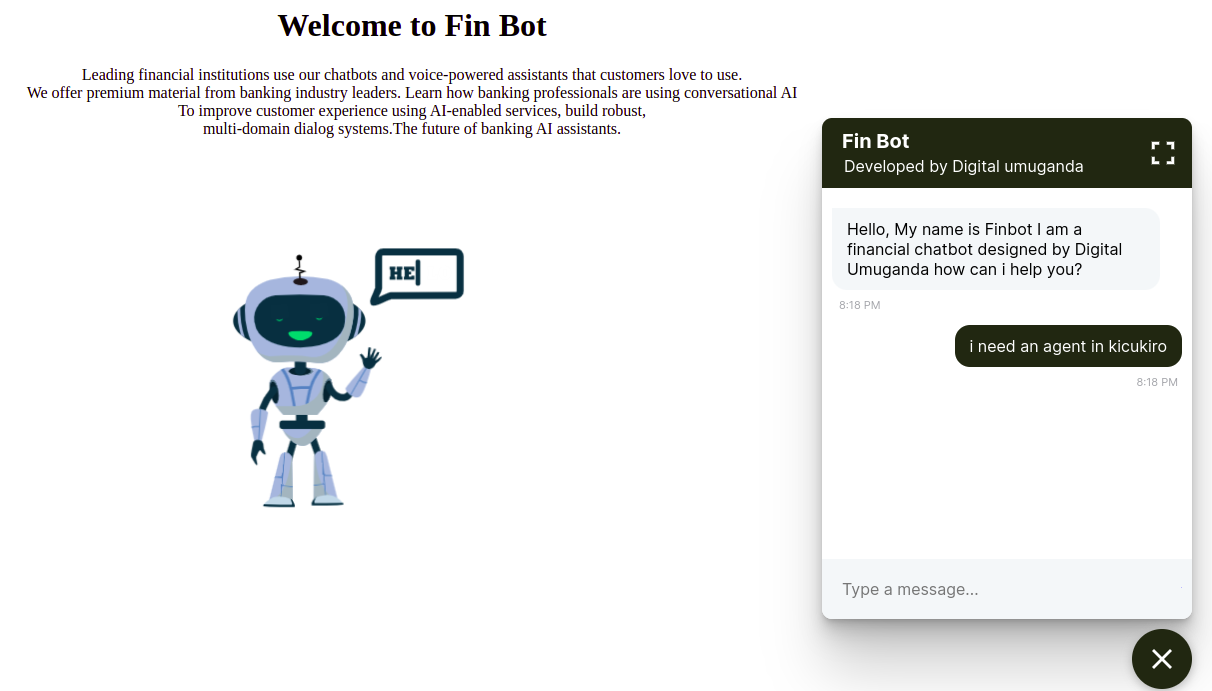 Welcome to Fin Bot
Leading financial institutions use our chatbots and voice-powered assistants that customers love to use.
We offer premium material from banking industry leaders. Learn how banking professionals are using conversational AI
To improve customer experience using AI-enabled services, build robust,
multi-domain dialog systems.The future of banking AI assistants.
HE
Fin Bot
Developed by Digital umuganda
Hello, My name is Finbot I am a
financial chatbot designed by Digital
Umuganda how can i help you?
8:18 PM
i need an agent in kicukiro
8:18 PM
Type a message...